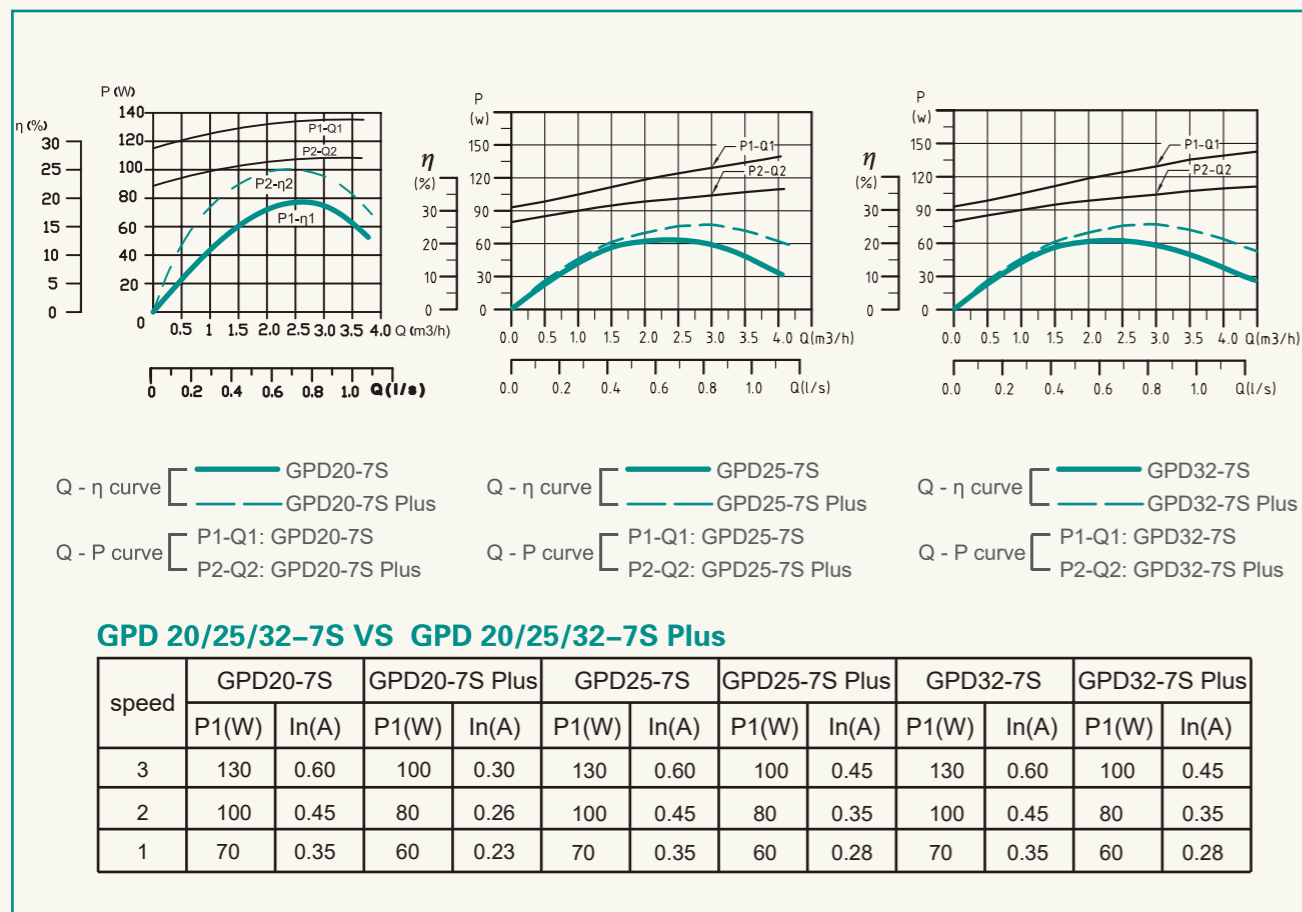 P (W)
η (%)
140
120
100
80
60
40
20
0
30
25
20
15
10
5
0
P1-Q1
P2-Q2
P2-η2
P1-η1
0.5 1 1.5 2.0 2.5 3.0 3.5 4.0 Q (m3/h)
0 0.2 0.4 0.6 0.8 1.0 Q(l/s)
P
(w)
150
120
90
60
30
0
η
(%)
30
20
10
0
P1-Q1
P2-Q2
0.0 0.5 1.0 1.5 2.0 2.5 3.0 3.5 4.0 Q(m3/h)
0.0 0.2 0.4 0.6 0.8 1.0 Q(l/s)
P
(w)
150
120
90
60
30
0
η
(%)
30
20
10
0
P1-Q1
P2-Q2
0.0 0.5 1.0 1.5 2.0 2.5 3.0 3.5 4.0 Q(m3/h)
0.0 0.2 0.4 0.6 0.8 1.0 Q(l/s)
Q - η curve
GPD20-7S
GPD20-7S Plus
Q - P curve
P1-Q1: GPD20-7S
P2-Q2: GPD20-7S Plus
Q - η curve
GPD25-7S
GPD25-7S Plus
Q - P curve
P1-Q1: GPD25-7S
P2-Q2: GPD25-7S Plus
Q - η curve
GPD32-7S
GPD32-7S Plus
Q - P curve
P1-Q1: GPD32-7S
P2-Q2: GPD32-7S Plus
GPD 20/25/32–7S VS GPD 20/25/32–7S Plus
speed GPD20-7S GPD20-7S Plus GPD25-7S GPD25-7S Plus GPD32-7S GPD32-7S Plus
P1(W) In(A) P1(W) In(A) P1(W) In(A) P1(W) In(A) P1(W) In(A) P1(W) In(A)
3 130 0.60 100 0.30 130 0.60 100 0.45 130 0.60 100 0.45
2 100 0.45 80 0.26 100 0.45 80 0.35 100 0.45 80 0.35
1 70 0.35 60 0.23 70 0.35 60 0.28 70 0.35 60 0.28